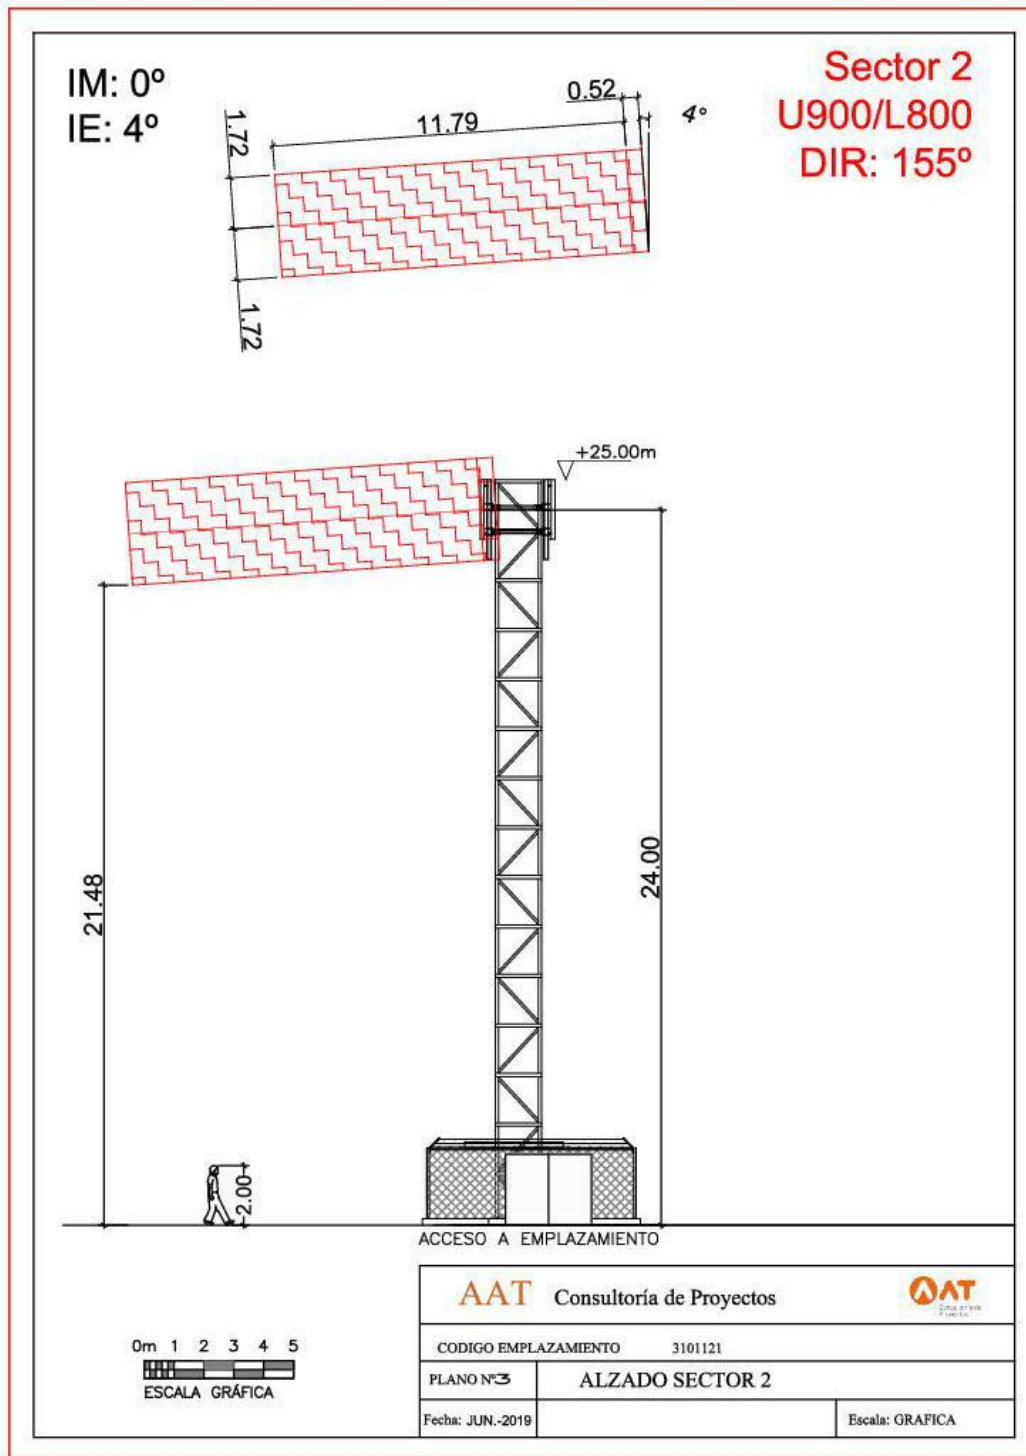 IM: 0º
IE: 4º
Sector 2
U900/L800
DIR: 155º
1.72
11.79
0.52
4°
1.72
+25.00m
21.48
24.00
2.00
ACCESO A EMPLAZAMIENTO
AAT Consultoría de Proyectos
AT
CODIGO EMPLAZAMIENTO 3101121
PLANO Nº3 ALZADO SECTOR 2
Fecha: JUN.-2019 Escala: GRAFICA
0m 1 2 3 4 5
ESCALA GRÁFICA